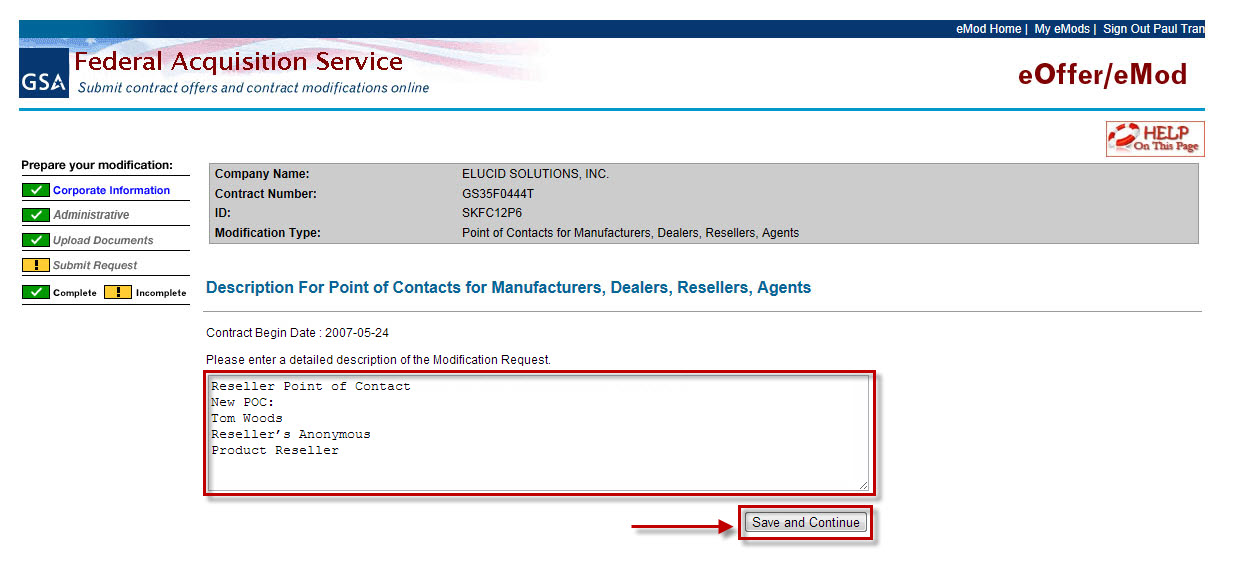 eMod Home | My eMods | Sign Out Paul Tran
GSA
Federal Acquisition Service
Submit contract offers and contract modifications online
eOffer/eMod
HELP
On This Page
Prepare your modification:
Corporate Information
Administrative
Upload Documents
! Submit Request
Complete ! Incomplete
Company Name: ELUCID SOLUTIONS, INC.
Contract Number: GS35F0444T
ID: SKFC12P6
Modification Type: Point of Contacts for Manufacturers, Dealers, Resellers, Agents
Description For Point of Contacts for Manufacturers, Dealers, Resellers, Agents
Contract Begin Date : 2007-05-24
Please enter a detailed description of the Modification Request.
Reseller Point of Contact
New POC:
Tom Woods
Reseller’s Anonymous
Product Reseller
Save and Continue